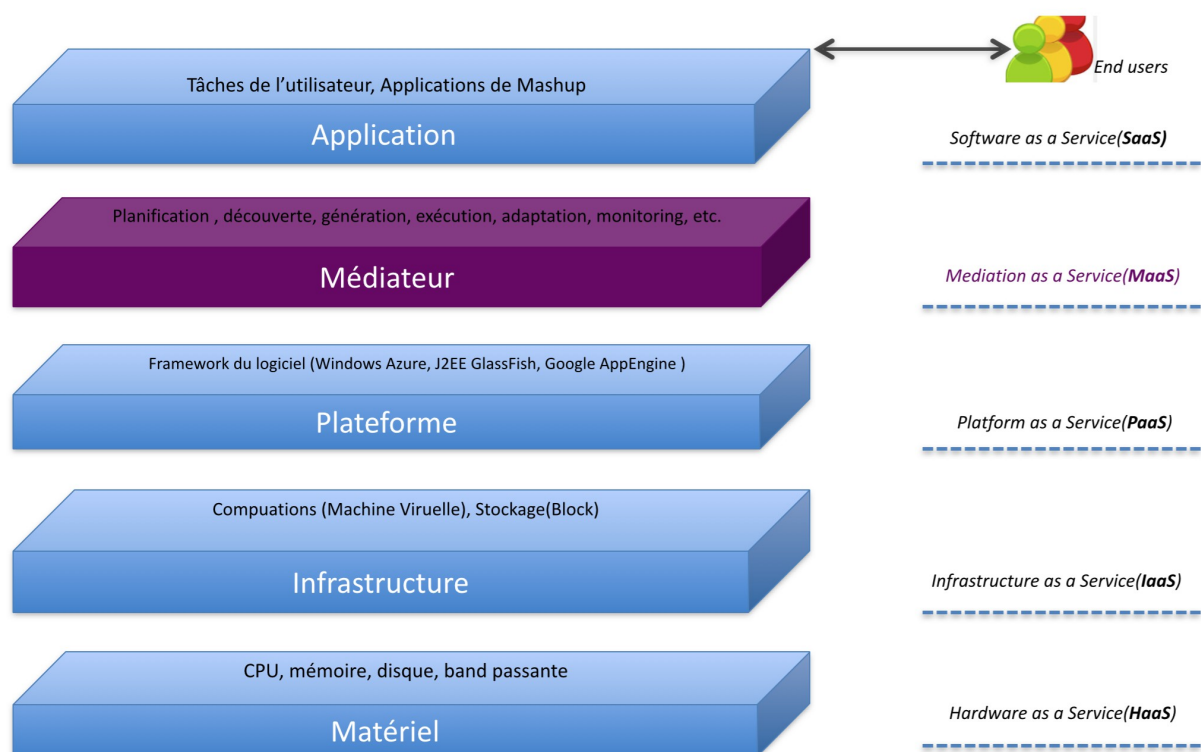 End users
Tâches de l'utilisateur, Applications de Mashup
Application
Software as a Service(SaaS)
Planification , découverte, génération, exécution, adaptation, monitoring, etc.
Médiateur
Mediation as a Service(MaaS)
Framework du logiciel (Windows Azure, J2EE GlassFish, Google AppEngine )
Plateforme
Platform as a Service(PaaS)
Compuations (Machine Viruelle), Stockage(Block)
Infrastructure
Infrastructure as a Service(IaaS)
CPU, mémoire, disque, band passante
Matériel
Hardware as a Service(HaaS)